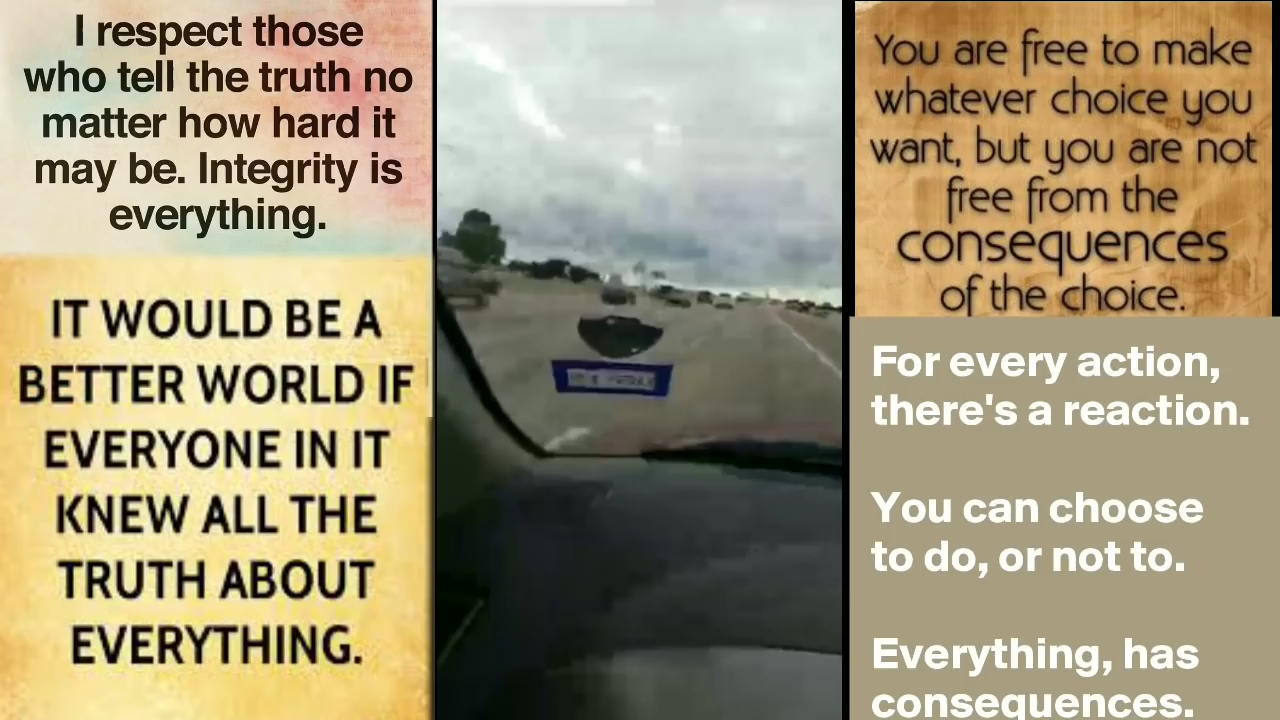 I respect those
who tell the truth no
matter how hard it
may be. Integrity is
everything.
IT WOULD BE A
BETTER WORLD IF
EVERYONE IN IT
KNEW ALL THE
TRUTH ABOUT
EVERYTHING.
You are free to make
whatever choice you
want, but you are not
free from the
consequences
of the choice.
For every action,
there's a reaction.
You can choose
to do, or not to.
Everything, has
consequences.